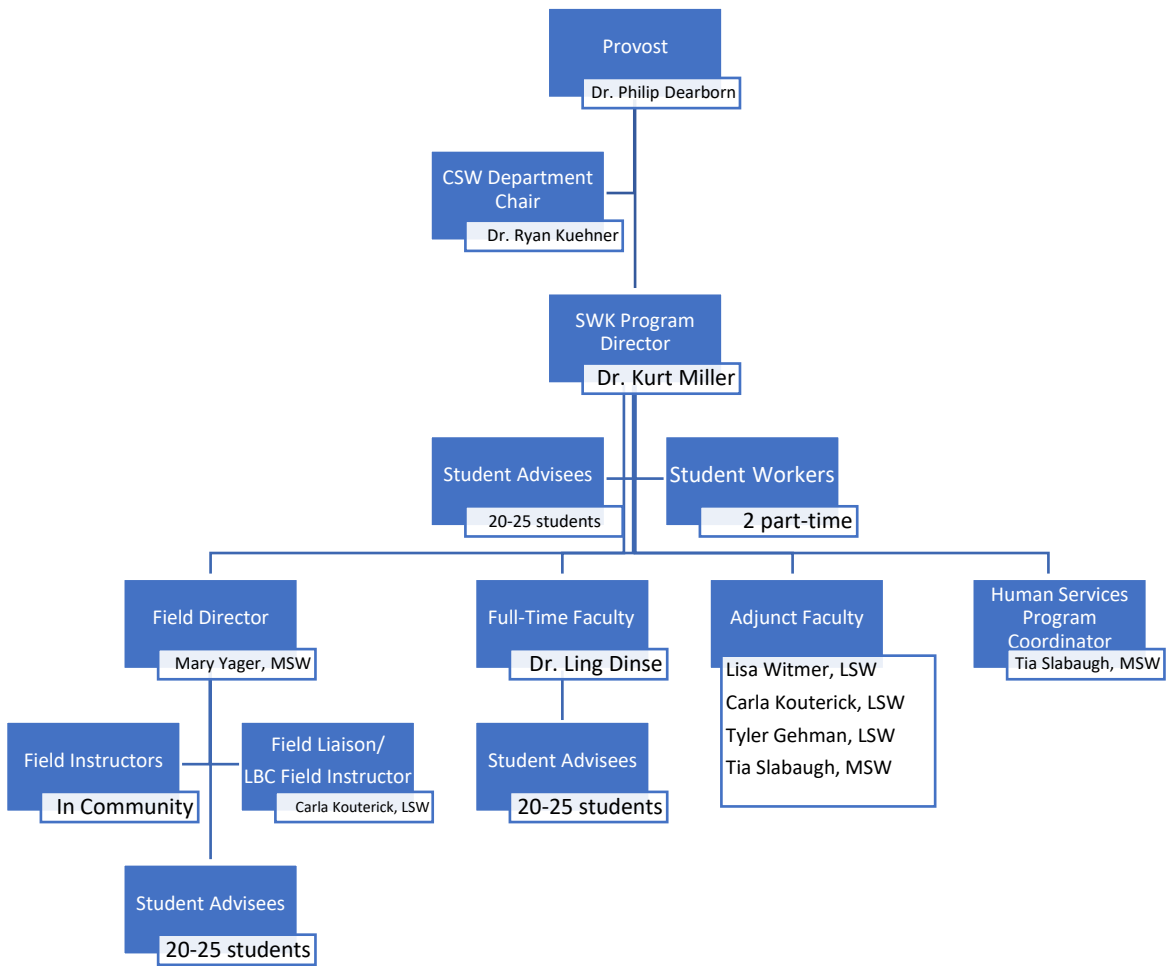 Provost
Dr. Philip Dearborn
CSW Department
Chair
Dr. Ryan Kuehner
SWK Program
Director
Dr. Kurt Miller
Student Advisees
20-25 students
Student Workers
2 part-time
Field Director
Mary Yager, MSW
Full-Time Faculty
Dr. Ling Dinse
Adjunct Faculty
Lisa Witmer, LSW
Carla Kouterick, LSW
Tyler Gehman, LSW
Tia Slabaugh, MSW
Human Services
Program
Coordinator
Tia Slabaugh, MSW
Field Instructors
In Community
Field Liaison/
LBC Field Instructor
Carla Kouterick, LSW
Student Advisees
20-25 students
Student Advisees
20-25 students